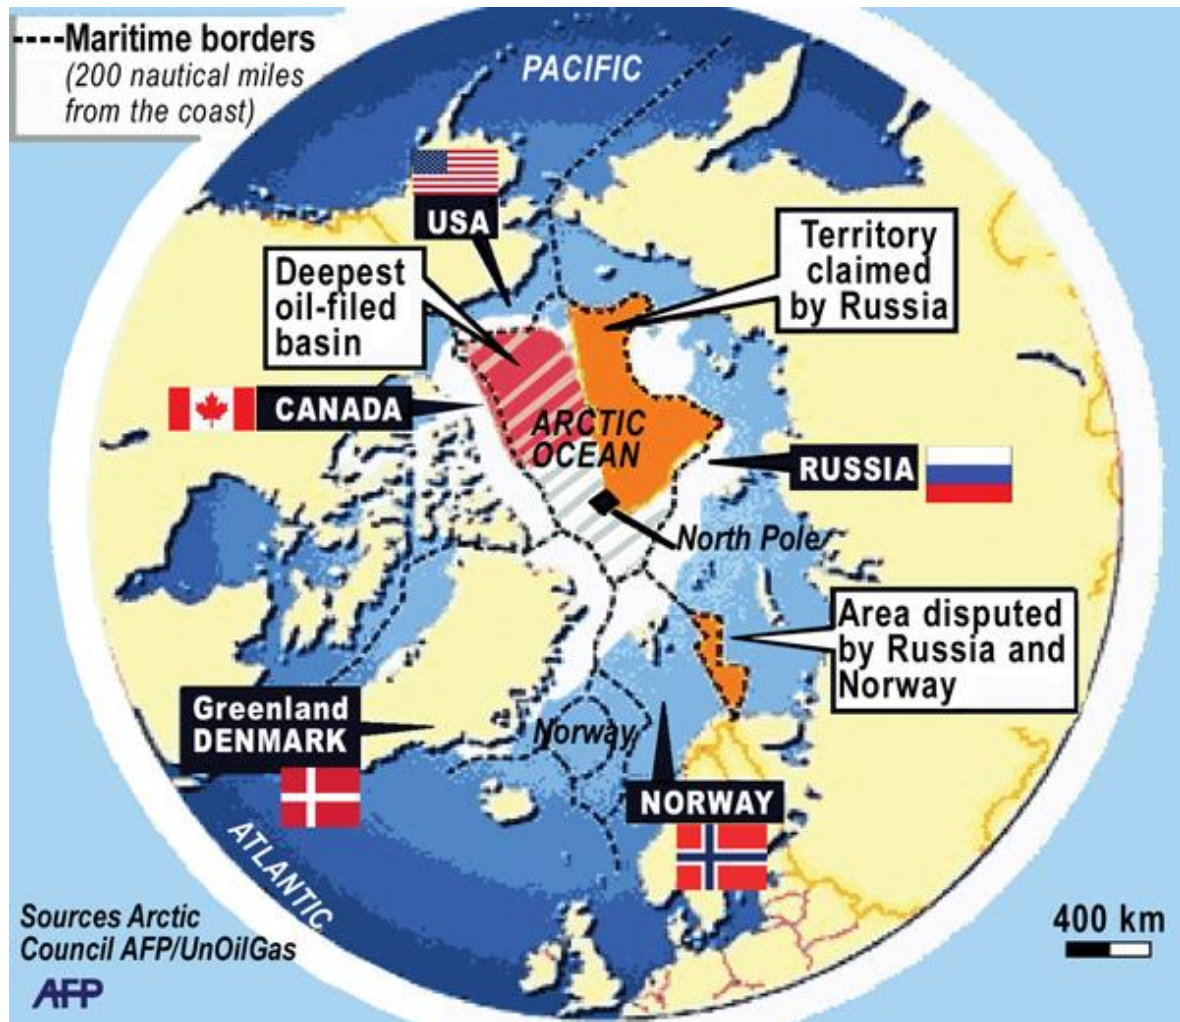 Maritime borders
(200 nautical miles
from the coast)
PACIFIC
USA
Territory
claimed
by Russia
Deepest
oil-filed
basin
CANADA
ARCTIC
OCEAN
RUSSIA
North Pole
Area disputed
by Russia and
Norway
Greenland
DENMARK
Norway
NORWAY
ATLANTIC
400 km
Sources Arctic
Council AFP/UnOilGas
AFP